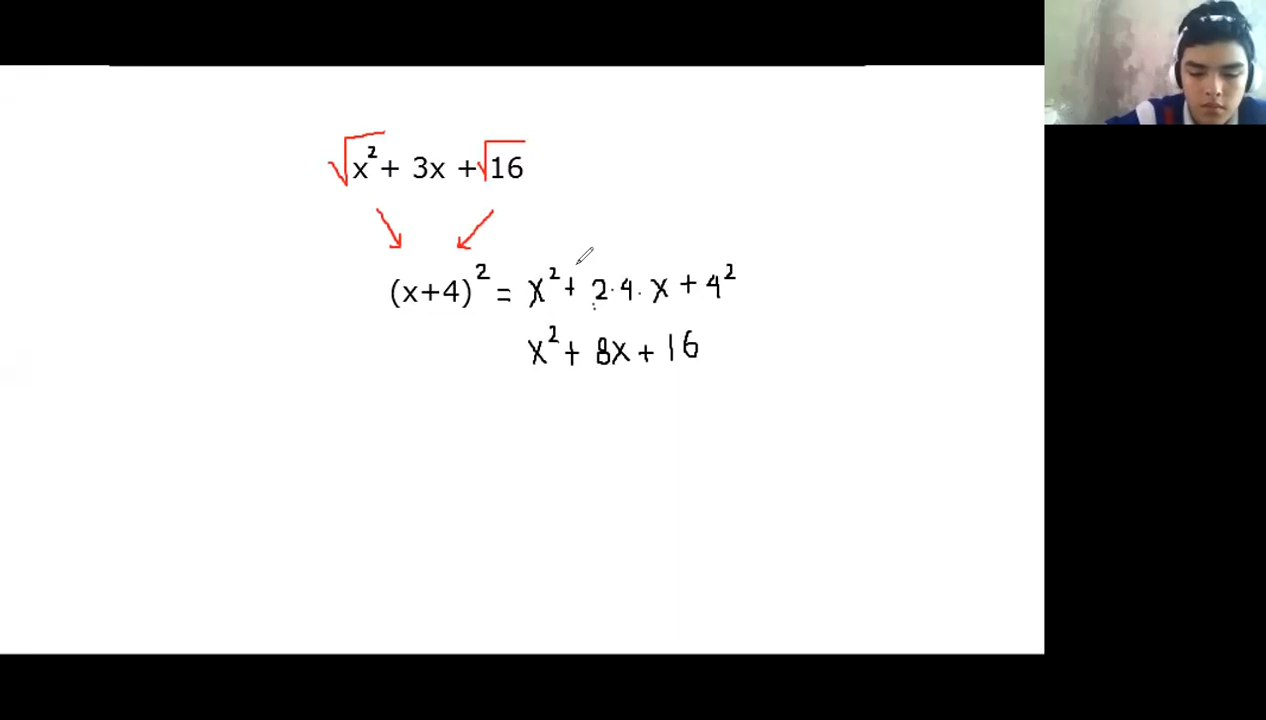 √x² + 3x + √16
(x+4)² = x² + 2·4·x + 4²
x² + 8x + 16